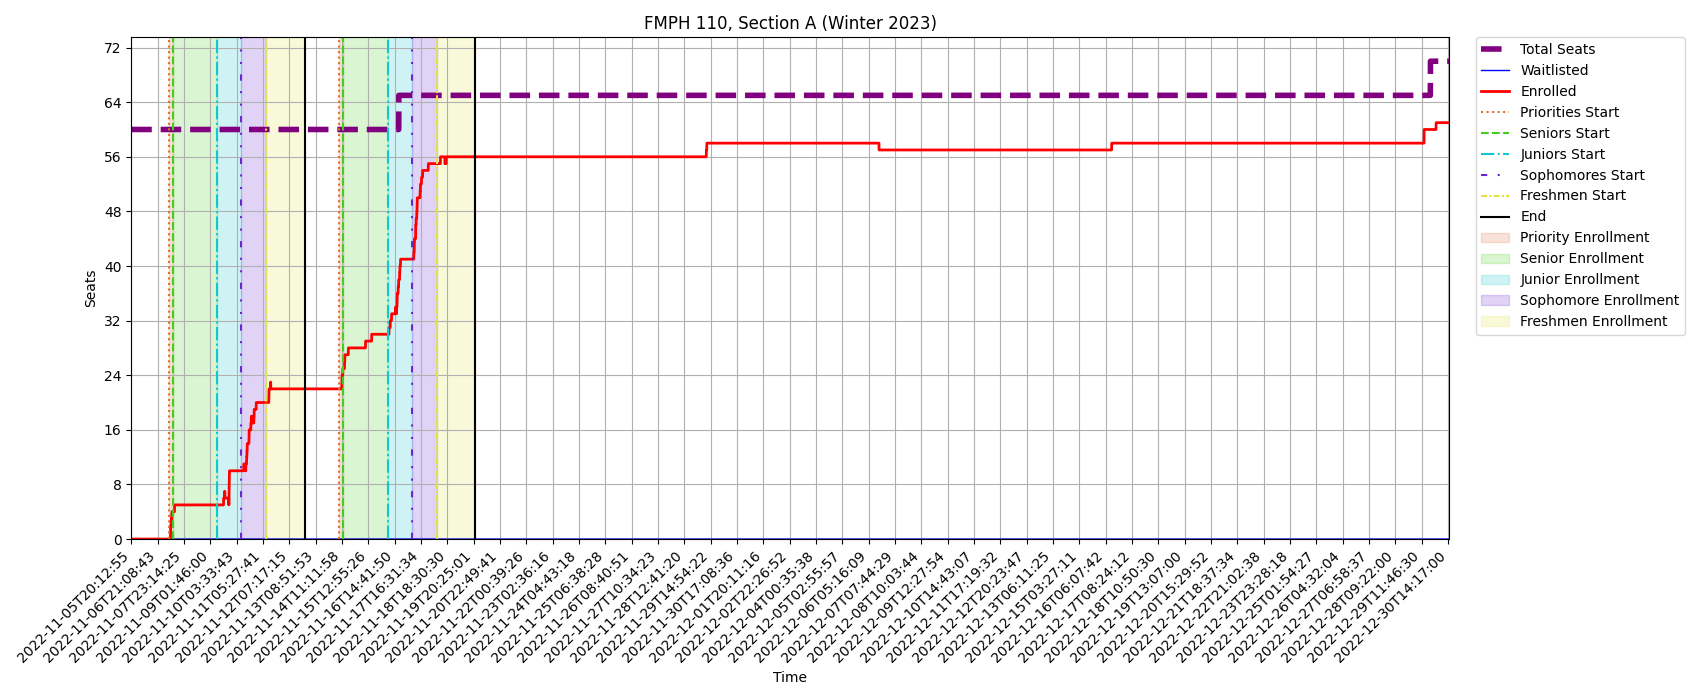 FMPH 110, Section A (Winter 2023)
72
64
56
48
40
32
24
16
8
0
Seats
2022-11-05T20:12:55
2022-11-06T21:08:43
2022-11-07T23:14:25
2022-11-09T01:46:00
2022-11-10T03:33:43
2022-11-11T05:27:41
2022-11-12T07:17:15
2022-11-13T08:51:53
2022-11-14T11:11:58
2022-11-15T12:55:26
2022-11-16T14:41:50
2022-11-17T16:31:34
2022-11-18T18:30:30
2022-11-19T20:25:01
2022-11-20T22:49:41
2022-11-22T00:39:26
2022-11-23T02:36:16
2022-11-24T04:43:18
2022-11-25T06:38:28
2022-11-26T08:40:51
2022-11-27T10:34:23
2022-11-28T12:41:20
2022-11-29T14:54:22
2022-11-30T17:08:36
2022-12-01T20:11:16
2022-12-02T22:26:52
2022-12-04T00:35:38
2022-12-05T02:55:57
2022-12-06T05:16:09
2022-12-07T07:44:29
2022-12-08T10:03:44
2022-12-09T12:27:54
2022-12-10T14:43:07
2022-12-11T17:19:32
2022-12-12T20:23:47
2022-12-13T06:11:25
2022-12-15T03:27:11
2022-12-16T06:07:42
2022-12-17T08:24:12
2022-12-18T10:50:30
2022-12-19T13:07:00
2022-12-20T15:29:52
2022-12-21T18:37:34
2022-12-22T21:02:38
2022-12-23T23:28:18
2022-12-25T01:54:27
2022-12-26T04:32:04
2022-12-27T06:58:37
2022-12-28T09:22:00
2022-12-29T11:46:30
2022-12-30T14:17:00
Time
Total Seats
Waitlisted
Enrolled
Priorities Start
Seniors Start
Juniors Start
Sophomores Start
Freshmen Start
End
Priority Enrollment
Senior Enrollment
Junior Enrollment
Sophomore Enrollment
Freshmen Enrollment